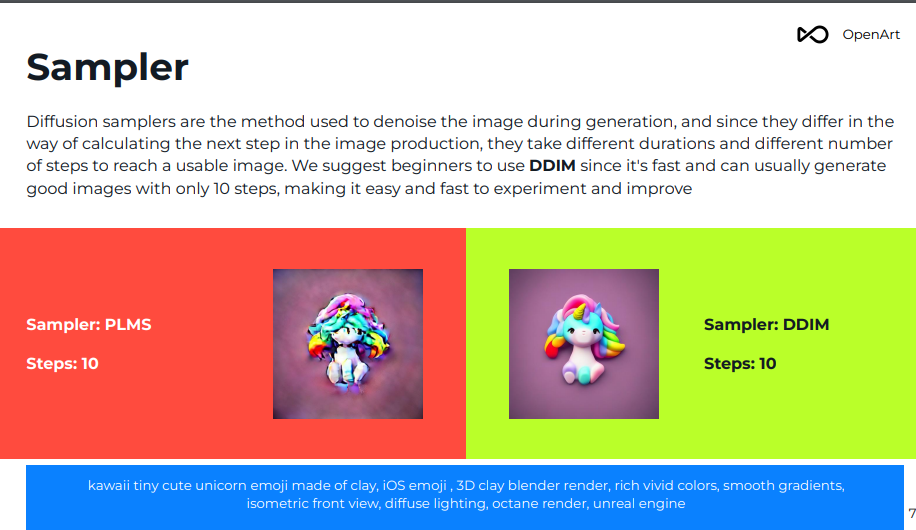 OpenArt
Sampler
Diffusion samplers are the method used to denoise the image during generation, and since they differ in the
way of calculating the next step in the image production, they take different durations and different number
of steps to reach a usable image. We suggest beginners to use DDIM since it's fast and can usually generate
good images with only 10 steps, making it easy and fast to experiment and improve
Sampler: PLMS
Steps: 10
Sampler: DDIM
Steps: 10
kawaii tiny cute unicorn emoji made of clay, iOS emoji , 3D clay blender render, rich vivid colors, smooth gradients,
isometric front view, diffuse lighting, octane render, unreal engine
7